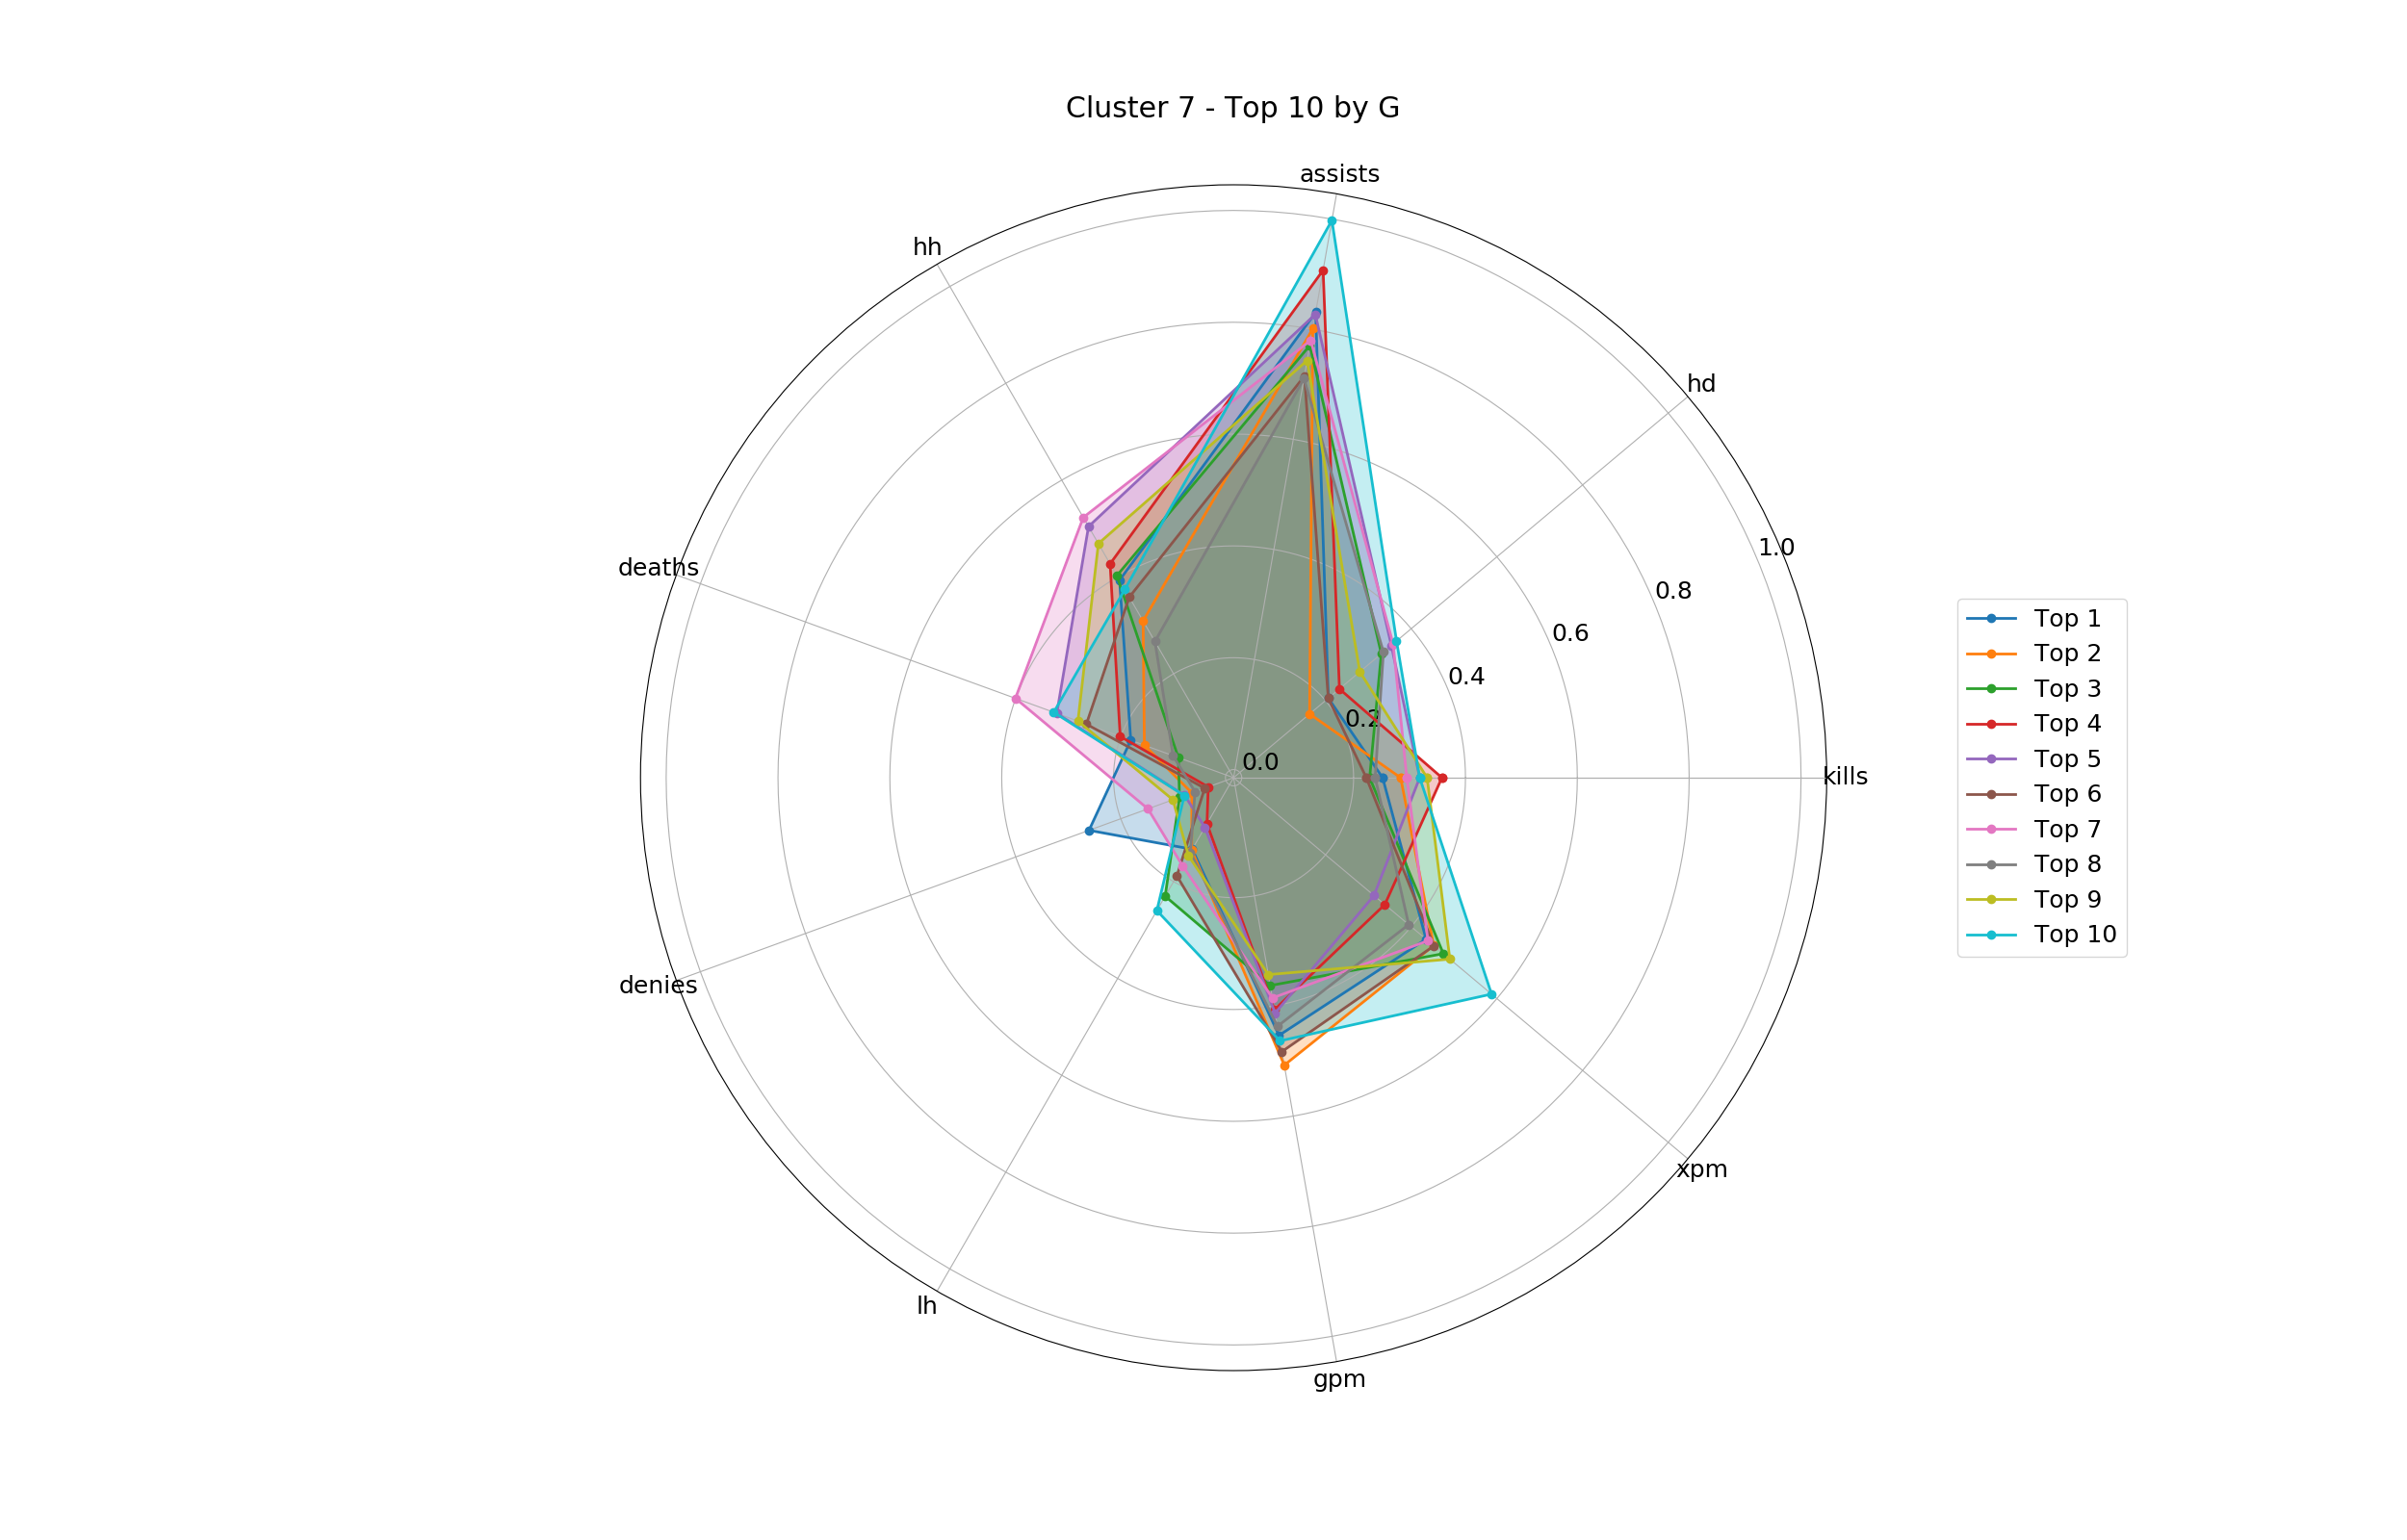 Cluster 7 - Top 10 by G
assists
hh
hd
deaths
1.0
0.8
0.6
0.4
0.2
0.0
kills
denies
xpm
lh
gpm
Top 1
Top 2
Top 3
Top 4
Top 5
Top 6
Top 7
Top 8
Top 9
Top 10